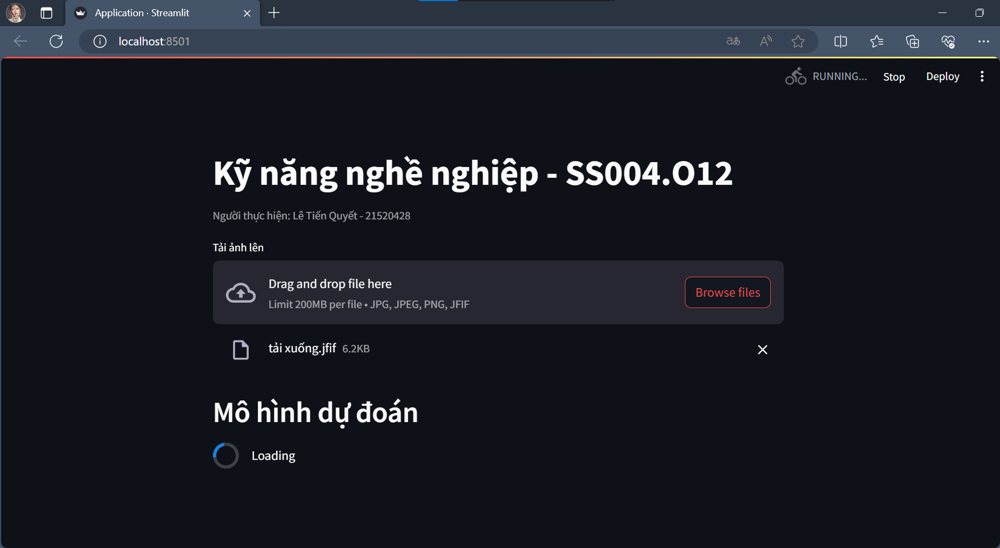 Application · Streamlit
localhost:8501
aあ
A
RUNNING...
Stop
Deploy
Kỹ năng nghề nghiệp - SS004.O12
Người thực hiện: Lê Tiến Quyết - 21520428
Tải ảnh lên
Drag and drop file here
Limit 200MB per file • JPG, JPEG, PNG, JFIF
Browse files
tải xuống.jfif 6.2KB
Mô hình dự đoán
Loading